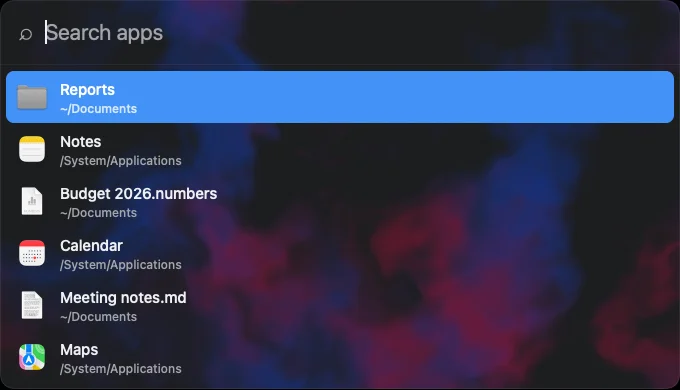 Search apps
Reports
~/Documents
Notes
/System/Applications
Budget 2026.numbers
~/Documents
Calendar
/System/Applications
Meeting notes.md
~/Documents
Maps
/System/Applications